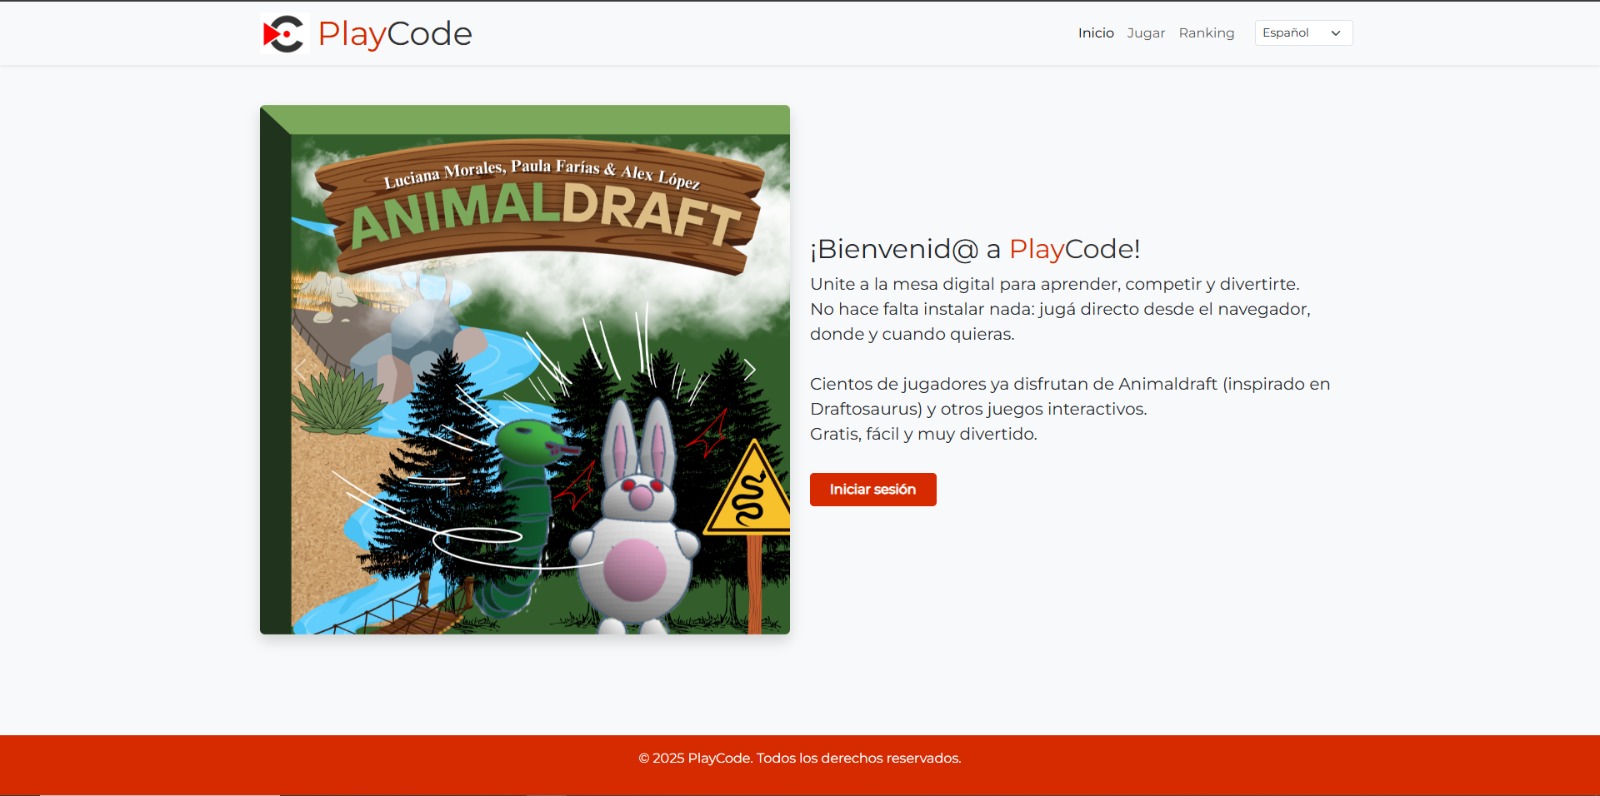 PlayCode
Inicio Jugar Ranking Español
Luciana Morales, Paula Farías & Alex López
ANIMALDRAFT
¡Bienvenid@ a PlayCode!
Unite a la mesa digital para aprender, competir y divertirte.
No hace falta instalar nada: jugá directo desde el navegador,
donde y cuando quieras.
Cientos de jugadores ya disfrutan de Animaldraft (inspirado en
Draftosaurus) y otros juegos interactivos.
Gratis, fácil y muy divertido.
Iniciar sesión
© 2025 PlayCode. Todos los derechos reservados.